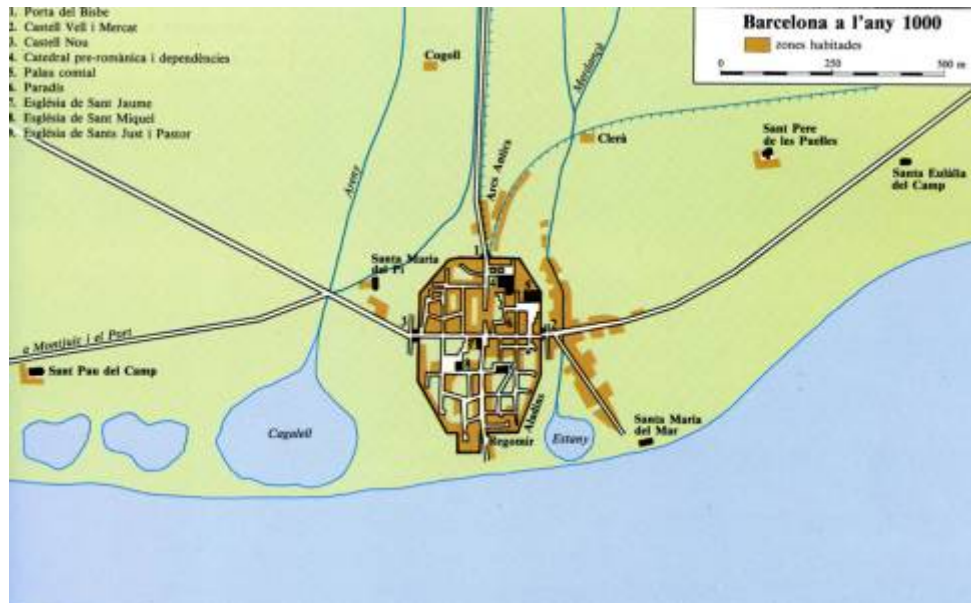 1. Porta del Bisbe
2. Castell Vell i Mercat
3. Castell Nou
4. Catedral pre-romànica i dependències
5. Palau comtal
6. Paradís
7. Església de Sant Jaume
8. Església de Sant Miquel
9. Església de Sants Just i Pastor
Barcelona a l'any 1000
zones habitades
0 250 500 m
Cogoll
Merdançar
Areny
Arcs Antics
Clerà
Sant Pere
de les Puelles
Santa Eulàlia
del Camp
Santa Maria
del Pi
a Montjuïc i el Port
Sant Pau del Camp
Cagalell
Regomir
Aladins
Estany
Santa Maria
del Mar